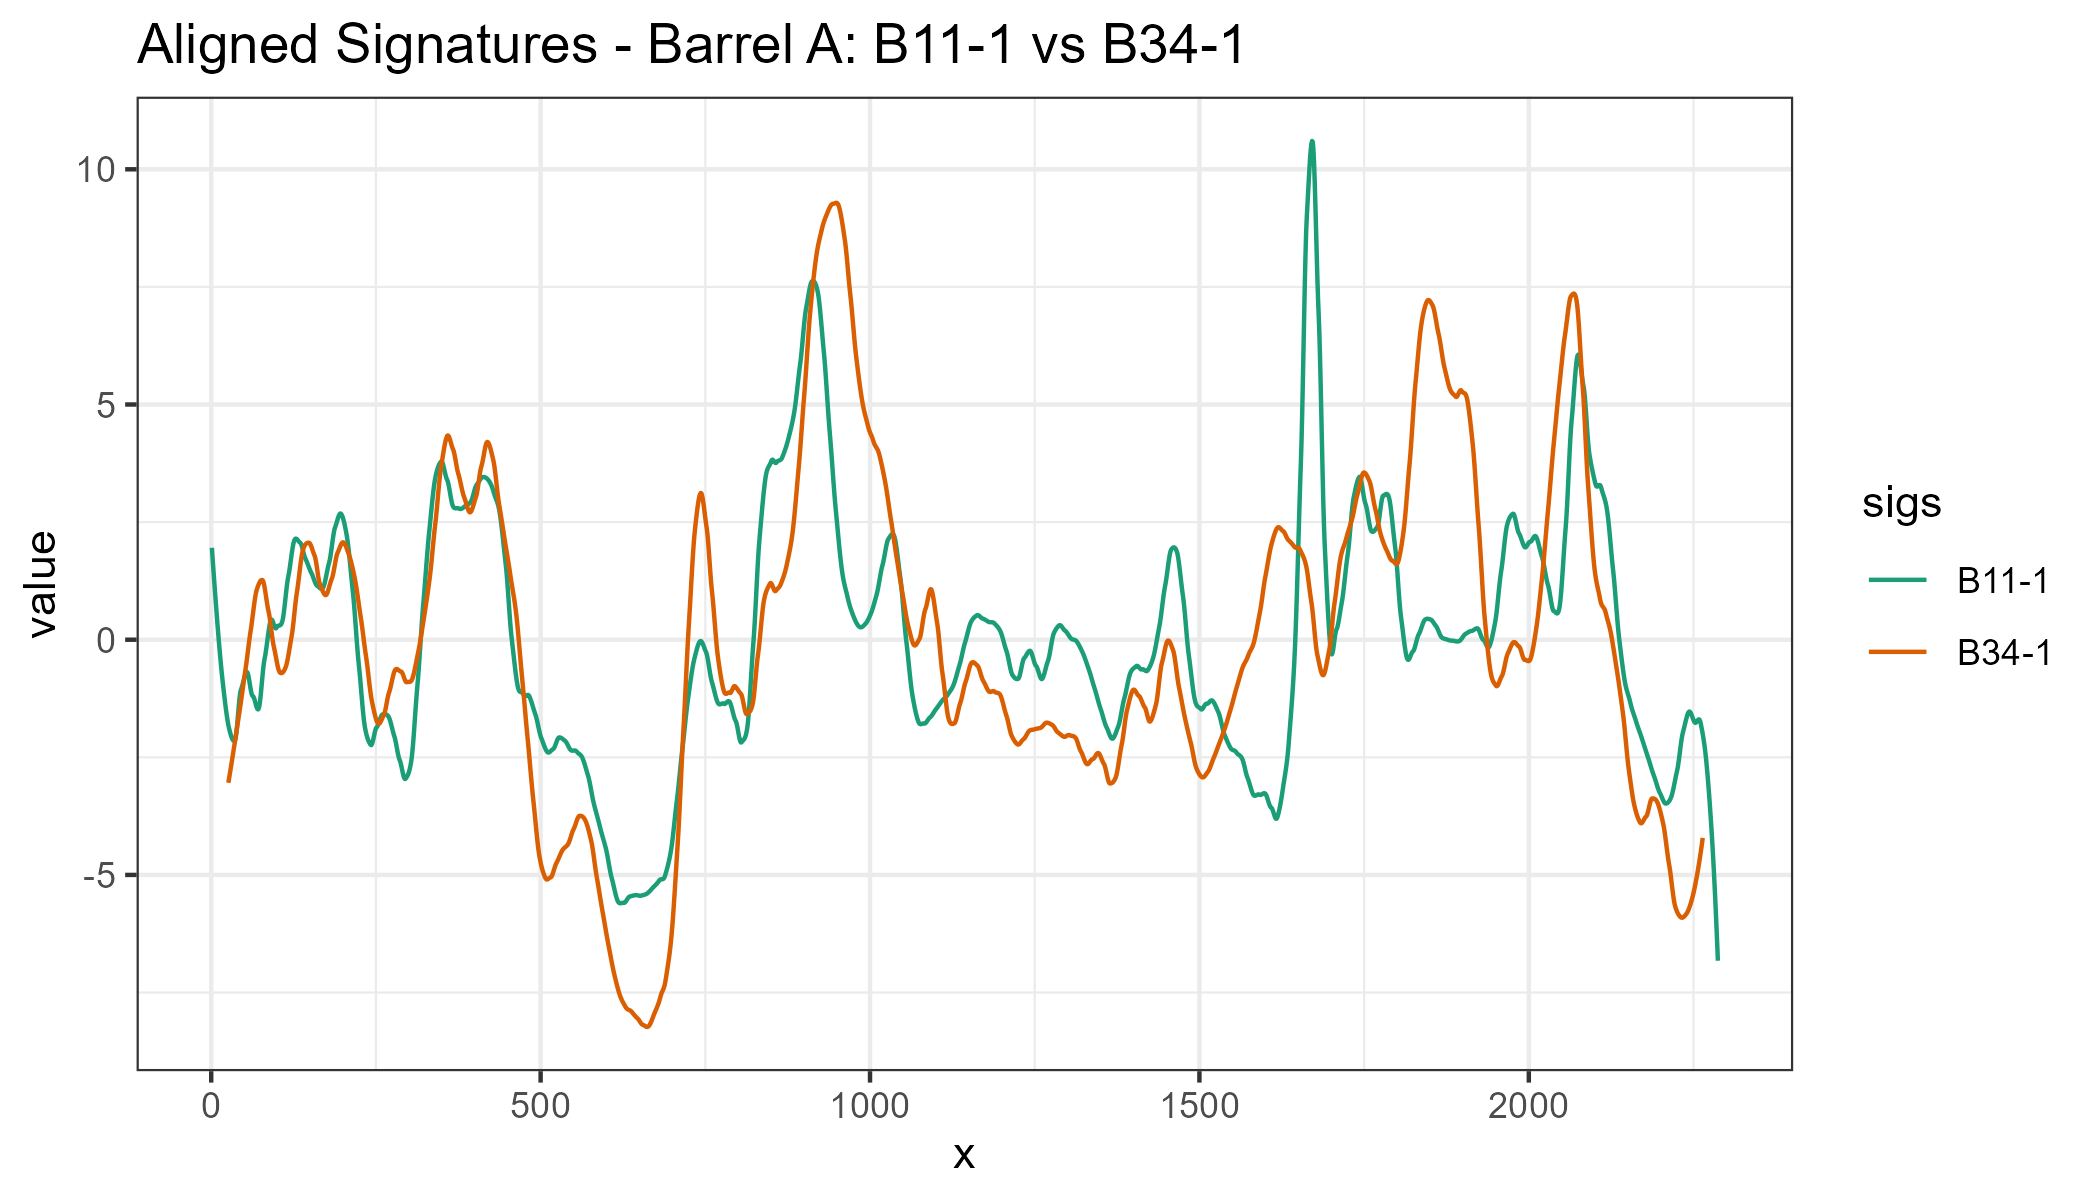 Aligned Signatures - Barrel A: B11-1 vs B34-1
value
10
5
0
-5
0
500
1000
1500
2000
x
sigs
B11-1
B34-1